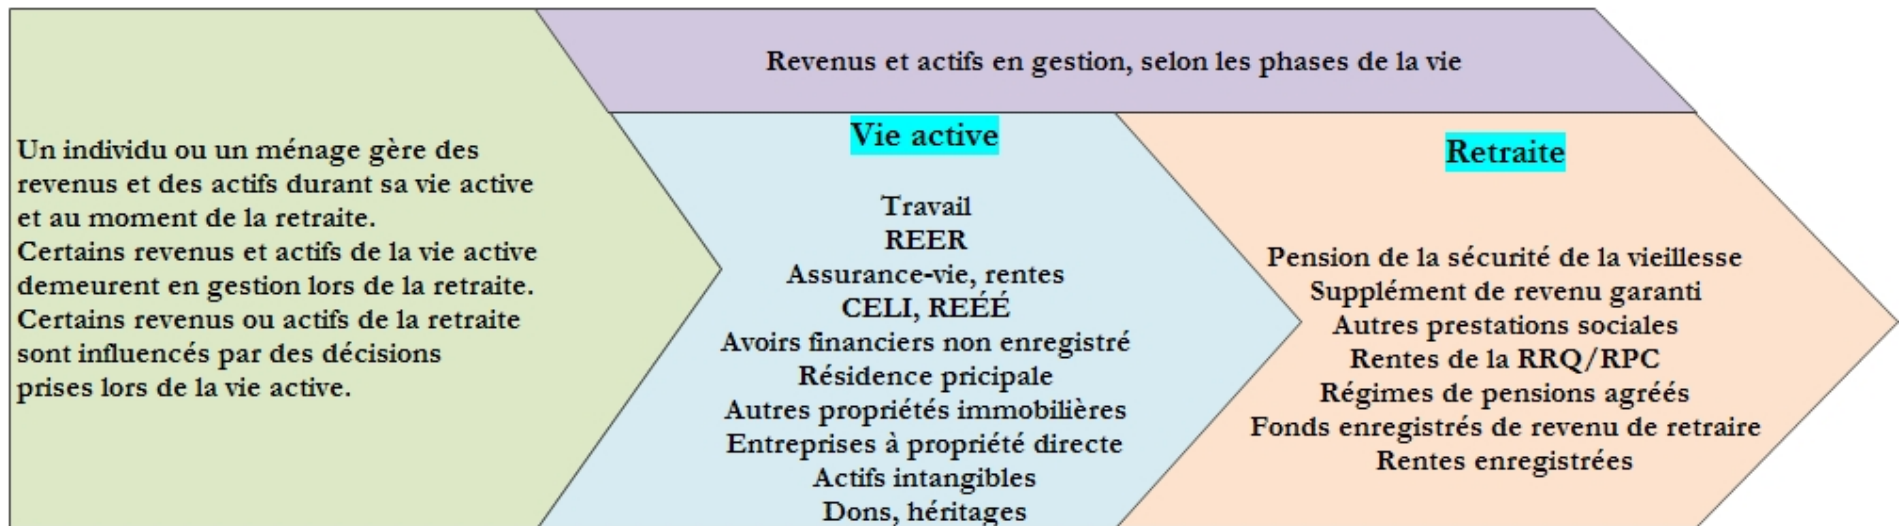 Revenus et actifs en gestion, selon les phases de la vie
Un individu ou un ménage gère des
revenus et des actifs durant sa vie active
et au moment de la retraite.
Certains revenus et actifs de la vie active
demeurent en gestion lors de la retraite.
Certains revenus ou actifs de la retraite
sont influencés par des décisions
prises lors de la vie active.
Vie active
Travail
REER
Assurance-vie, rentes
CELI, REÉÉ
Avoirs financiers non enregistré
Résidence pricipale
Autres propriétés immobilières
Entreprises à propriété directe
Actifs intangibles
Dons, héritages
Retraite
Pension de la sécurité de la vieillesse
Supplément de revenu garanti
Autres prestations sociales
Rentes de la RRQ/RPC
Régimes de pensions agréés
Fonds enregistrés de revenu de retraire
Rentes enregistrées